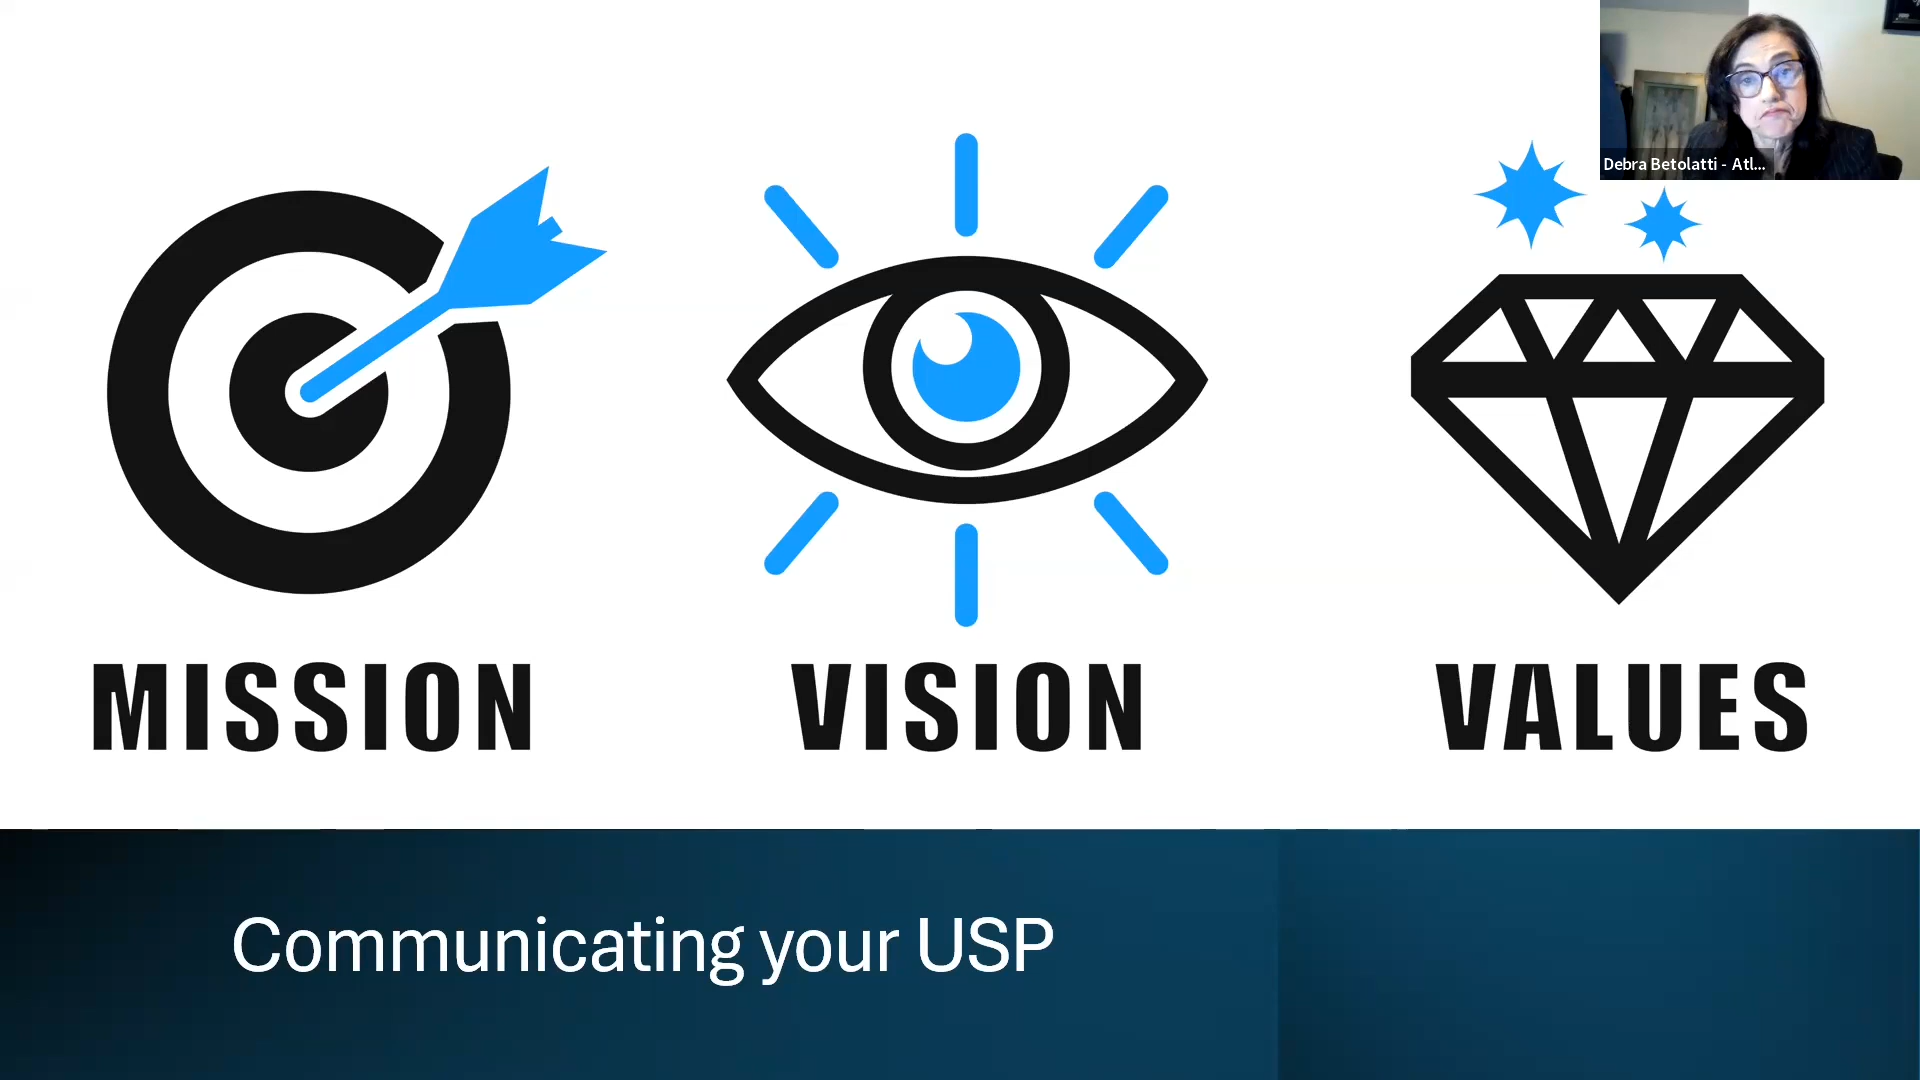 Debra Betolatti - Atl...
MISSION
VISION
VALUES
Communicating your USP